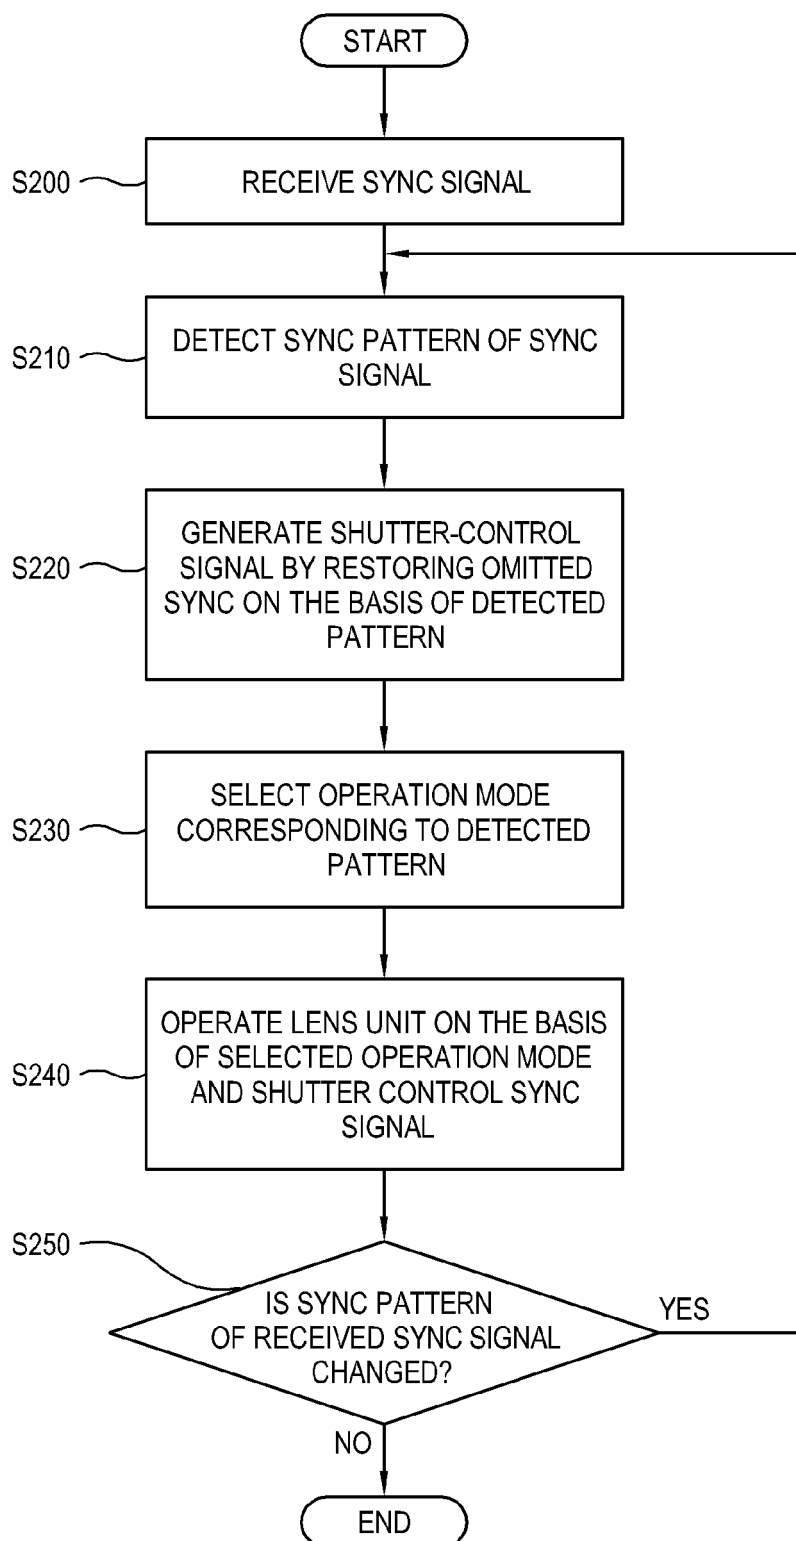 START
S200
RECEIVE SYNC SIGNAL
S210
DETECT SYNC PATTERN OF SYNC
SIGNAL
S220
GENERATE SHUTTER-CONTROL
SIGNAL BY RESTORING OMITTED
SYNC ON THE BASIS OF DETECTED
PATTERN
S230
SELECT OPERATION MODE
CORRESPONDING TO DETECTED
PATTERN
S240
OPERATE LENS UNIT ON THE BASIS
OF SELECTED OPERATION MODE
AND SHUTTER CONTROL SYNC
SIGNAL
S250
IS SYNC PATTERN
OF RECEIVED SYNC SIGNAL
CHANGED?
YES
NO
END